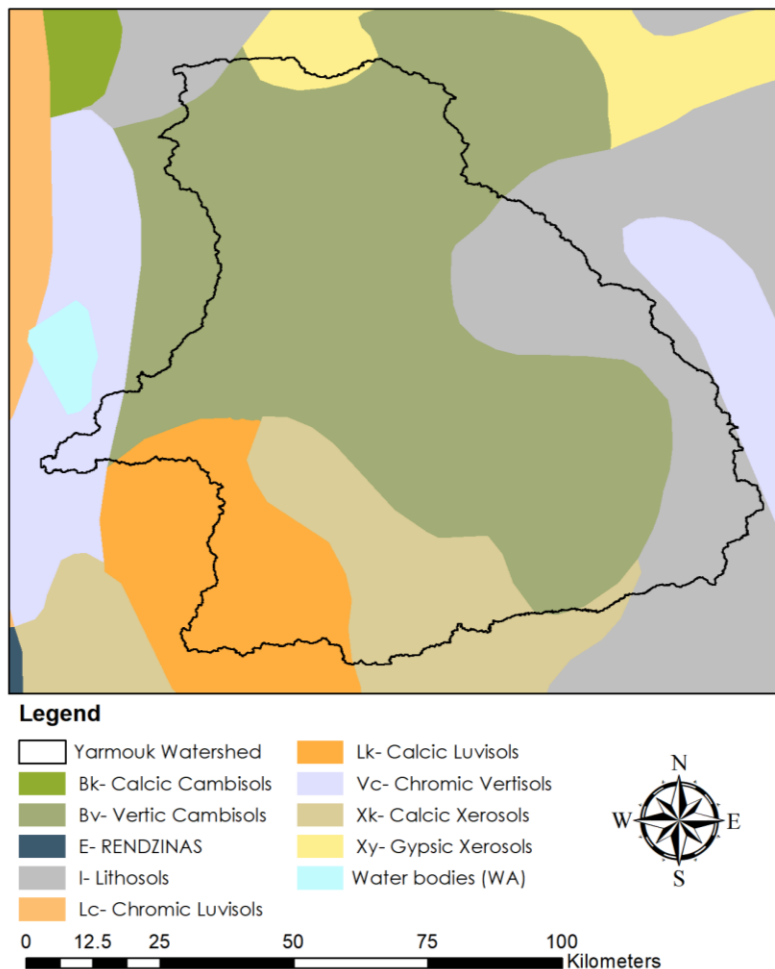 Legend
Yarmouk Watershed
Bk- Calcic Cambisols
Bv- Vertic Cambisols
E- RENDZINAS
I- Lithosols
Lc- Chromic Luvisols
Lk- Calcic Luvisols
Vc- Chromic Vertisols
Xk- Calcic Xerosols
Xy- Gypsic Xerosols
Water bodies (WA)
N
W E
S
0 12.5 25 50 75 100
Kilometers